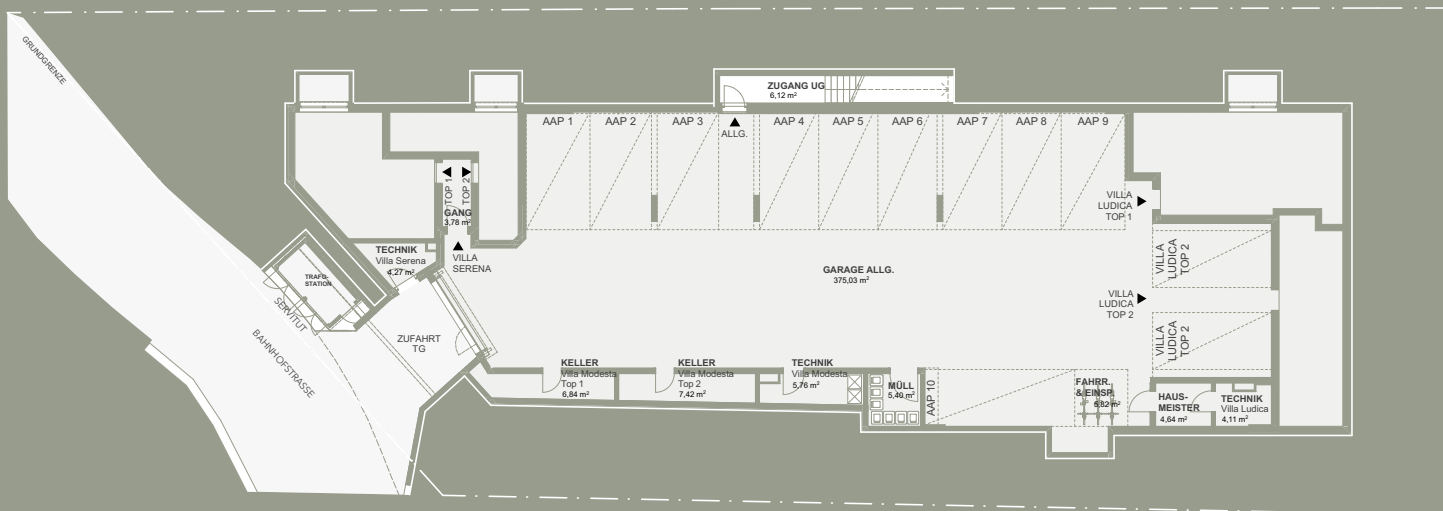 GRUNDGRENZE
ZUGANG UG
6,12 m²
AAP 1
AAP 2
AAP 3
ALLG.
AAP 4
AAP 5
AAP 6
AAP 7
AAP 8
AAP 9
TOP 1
TOP 2
GANG
3,78 m²
VILLA
LUDICA
TOP 1
TECHNIK
Villa Serena
4,27 m²
VILLA
SERENA
VILLA
LUDICA
TOP 2
TRAFO-
STATION
GARAGE ALLG.
375,03 m²
VILLA
LUDICA
TOP 2
SERVITUT
BAHNHOFSTRASSE
ZUFAHRT
TG
VILLA
LUDICA
TOP 2
KELLER
Villa Modesta
Top 1
6,84 m²
KELLER
Villa Modesta
Top 2
7,42 m²
TECHNIK
Villa Modesta
5,76 m²
MÜLL
5,40 m²
AAP 10
FAHRR.
& EINSP.
5,82 m²
HAUS-
MEISTER
4,64 m²
TECHNIK
Villa Ludica
4,11 m²